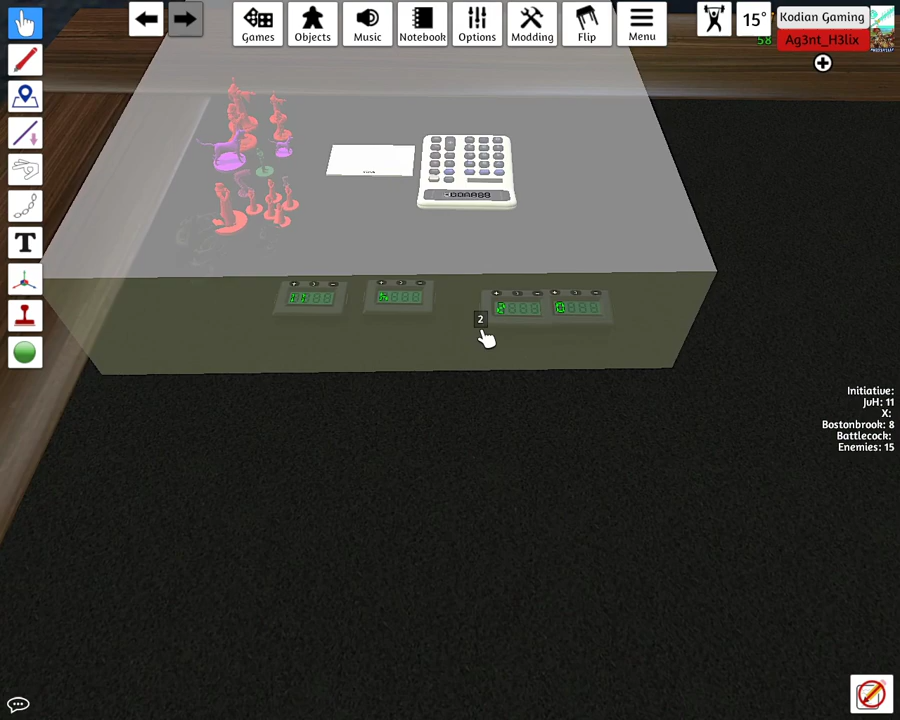 Games
Objects
Music
Notebook
Options
Modding
Flip
Menu
15°
Kodian Gaming
58
Ag3nt_H3lix
T
2
Initiative:
JvH: 11
X:
Bostonbrook: 8
Battlecock:
Enemies: 15